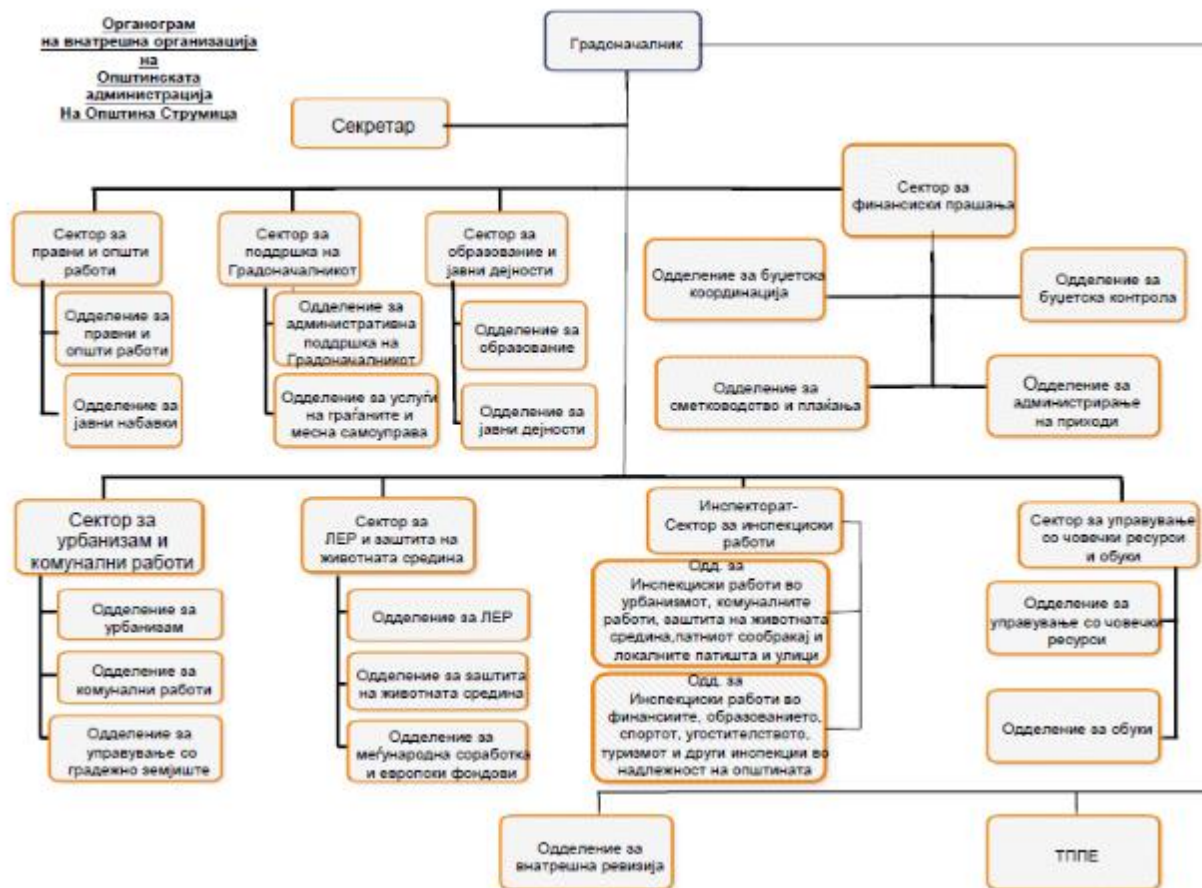 Органограм
на внатрешна организација
на
Општинската
администрација
На Општина Струмица
Градоначалник
Секретар
Сектор за
финансиски прашања
Сектор за
правни и општи
работи
Сектор за
поддршка на
Градоначалникот
Сектор за
образование и
јавни дејности
Одделение за
правни и
општи работи
Одделение за
јавни набавки
Одделение за
административна
поддршка на
Градоначалникот
Одделение за услуѓи
на граѓаните и
месна самоуправа
Одделение за
образование
Одделение за
јавни дејности
Одделение за буџетска
координација
Одделение за
буџетска контрола
Одделение за
сметководство и плаќања
Одделение за
администрирање
на приходи
Сектор за
урбанизам и
комунални работи
Одделение за
урбанизам
Одделение за
комунални работи
Одделение за
управување со
градежно земјиште
Сектор за
ЛЕР и заштита на
животната средина
Одделение за ЛЕР
Одделение за заштита
на животната средина
Одделение за
меѓународна соработка
и европски фондови
Инспекторат-
Сектор за инспекциски
работи
Одд. за
Инспекциски работи во
урбанизмот, комуналните
работи, заштита на животната
средина,патниот сообракај и
локалните патишта и улици
Одд. за
Инспекциски работи во
финансиите, образованието,
спортот, угостителството,
туризмот и други инспекции во
надлежност на општината
Сектор за управување
со човечки ресурси
и обуки
Одделение за
управување со човечки
ресурси
Одделение за обуки
Одделение за
внатрешна ревизија
ТППЕ